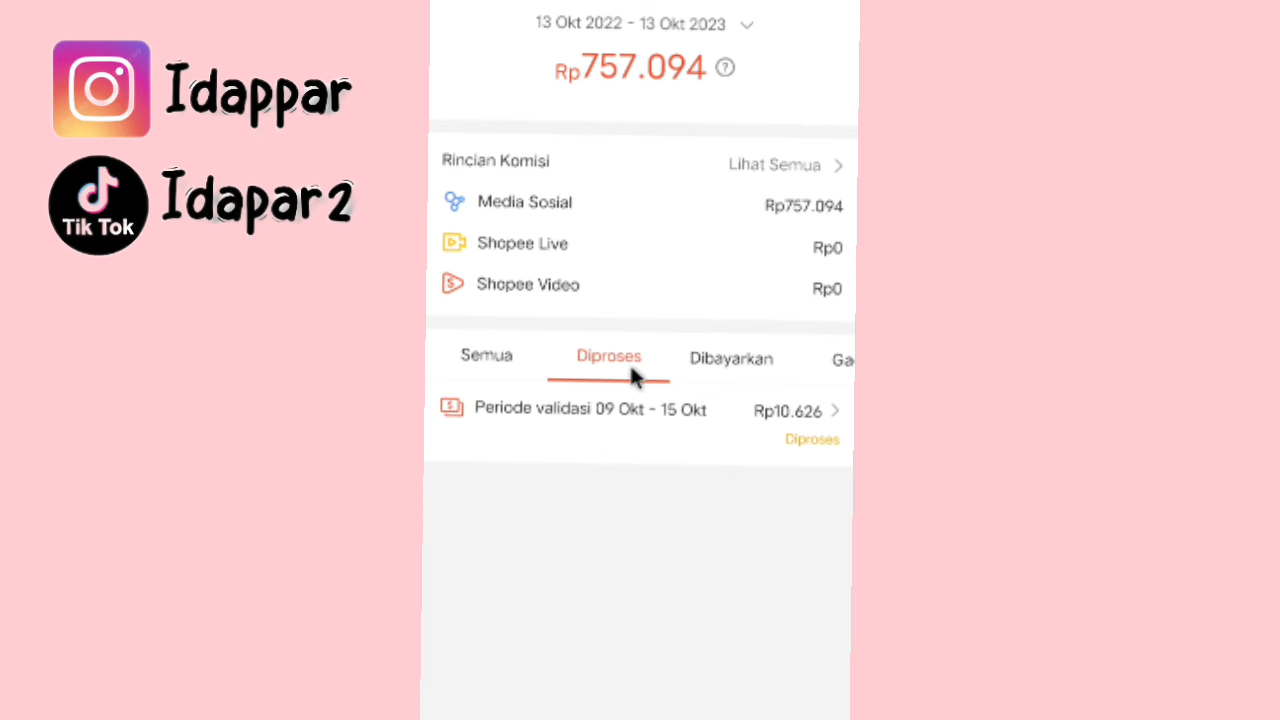 Idappar
Tik Tok
Idapar2
13 Okt 2022 - 13 Okt 2023
Rp757.094 ?
Rincian Komisi
Lihat Semua >
Media Sosial
Rp757.094
Shopee Live
Rp0
Shopee Video
Rp0
Semua
Diproses
Dibayarkan
Ga
Periode validasi 09 Okt - 15 Okt
Rp10.626 >
Diproses